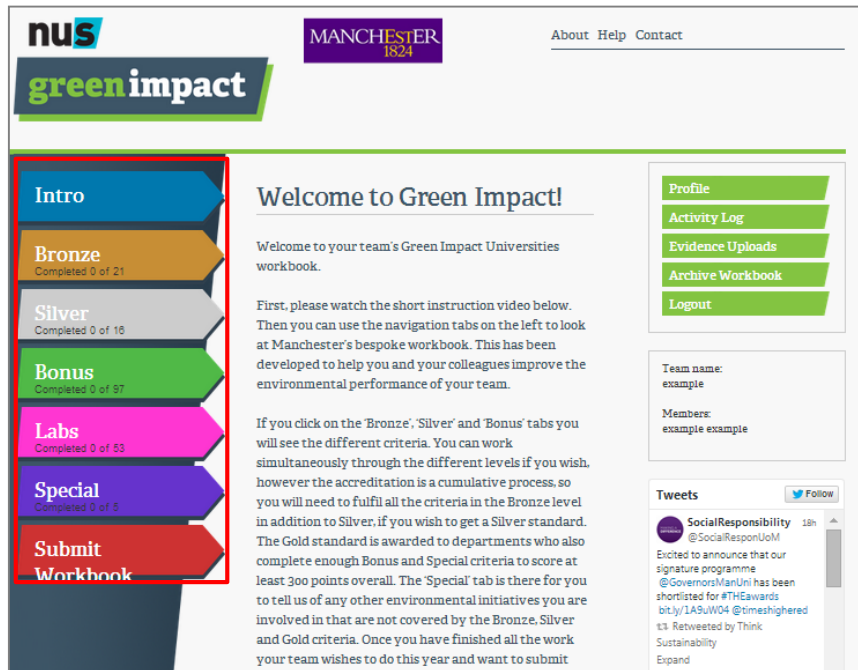 nus
MANCHESTER
1824
About Help Contact
green impact
Intro
Bronze
Completed 0 of 21
Silver
Completed 0 of 16
Bonus
Completed 0 of 97
Labs
Completed 0 of 53
Special
Completed 0 of 5
Submit
Workbook
Welcome to Green Impact!
Welcome to your team's Green Impact Universities
workbook.
First, please watch the short instruction video below.
Then you can use the navigation tabs on the left to look
at Manchester's bespoke workbook. This has been
developed to help you and your colleagues improve the
environmental performance of your team.
If you click on the 'Bronze', 'Silver' and 'Bonus' tabs you
will see the different criteria. You can work
simultaneously through the different levels if you wish,
however the accreditation is a cumulative process, so
you will need to fulfil all the criteria in the Bronze level
in addition to Silver, if you wish to get a Silver standard.
The Gold standard is awarded to departments who also
complete enough Bonus and Special criteria to score at
least 300 points overall. The 'Special' tab is there for you
to tell us of any other environmental initiatives you are
involved in that are not covered by the Bronze, Silver
and Gold criteria. Once you have finished all the work
your team wishes to do this year and want to submit
Profile
Activity Log
Evidence Uploads
Archive Workbook
Logout
Team name:
example
Members:
example example
Tweets
Follow
SocialResponsibility 18h
@SocialResponUoM
Excited to announce that our
signature programme
@GovernorsManUni has been
shortlisted for #THEawards
bit.ly/1A9uW04 @timeshighered
Retweeted by Think
Sustainability
Expand